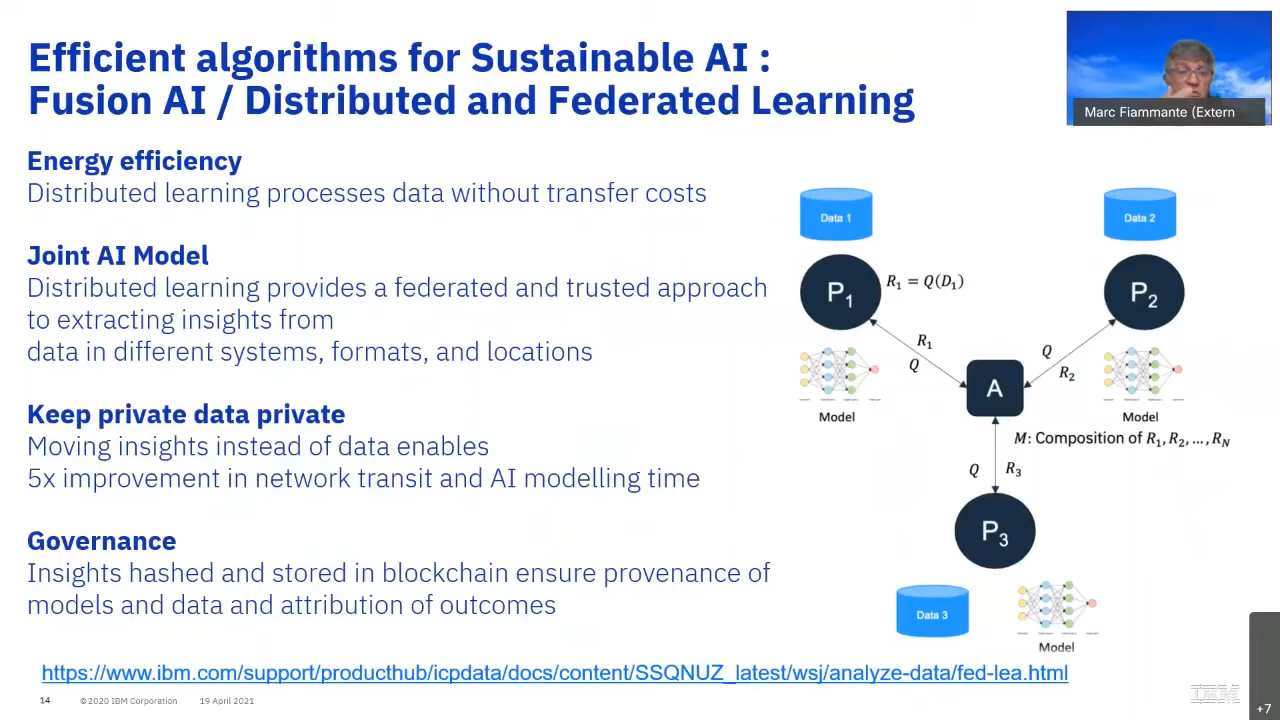 Efficient algorithms for Sustainable AI :
Fusion AI / Distributed and Federated Learning
Marc Fiammante (Extern
Energy efficiency
Distributed learning processes data without transfer costs
Joint AI Model
Distributed learning provides a federated and trusted approach
to extracting insights from
data in different systems, formats, and locations
Keep private data private
Moving insights instead of data enables
5x improvement in network transit and AI modelling time
Governance
Insights hashed and stored in blockchain ensure provenance of
models and data and attribution of outcomes
Data 1
Data 2
P₁
R₁ = Q(D₁)
P₂
R₁
Q
Q
R₂
A
Model
Model
M: Composition of R₁, R₂, …, R_N
Q
R₃
P₃
Data 3
Model
https://www.ibm.com/support/producthub/icpdata/docs/content/SSQNUZ_latest/wsj/analyze-data/fed-lea.html
14
©2020 IBM Corporation
19 April 2021
IBM
+7